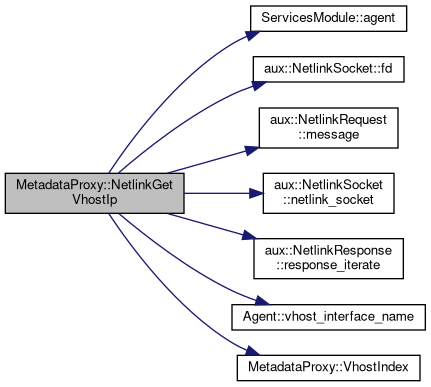 MetadataProxy::NetlinkGet
VhostIp
ServicesModule::agent
aux::NetlinkSocket::fd
aux::NetlinkRequest
::message
aux::NetlinkSocket
::netlink_socket
aux::NetlinkResponse
::response_iterate
Agent::vhost_interface_name
MetadataProxy::VhostIndex